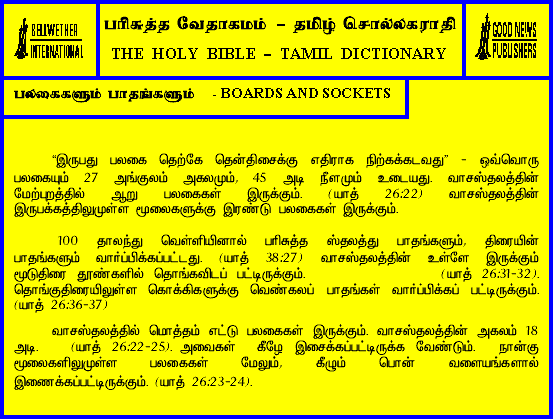 BELLWETHER
INTERNATIONAL
பரிசுத்த வேதாகமம் – தமிழ் சொல்லகராதி
THE HOLY BIBLE – TAMIL DICTIONARY
GOOD NEWS
PUBLISHERS
பலகைகளும் பாதங்களும் - BOARDS AND SOCKETS
“இருபது பலகை தெற்கே தென்திசைக்கு எதிராக நிற்கக்கடவது” - ஒவ்வொரு
பலகையும் 27 அங்குலம் அகலமும், 45 அடி நீளமும் உடையது. வாசஸ்தலத்தின்
மேற்புறத்தில் ஆறு பலகைகள் இருக்கும். (யாத் 26:22) வாசஸ்தலத்தின்
இருபக்கத்திலுமுள்ள மூலைகளுக்கு இரண்டு பலகைகள் இருக்கும்.
100 தாலந்து வெள்ளியினால் பரிசுத்த ஸ்தலத்து பாதங்களும், திரையின்
பாதங்களும் வார்ப்பிக்கப்பட்டது. (யாத் 38:27) வாசஸ்தலத்தின் உள்ளே இருக்கும்
மூடுதிரை தூண்களில் தொங்கவிடப் பட்டிருக்கும். (யாத் 26:31-32).
தொங்குதிரையிலுள்ள கொக்கிகளுக்கு வெண்கலப் பாதங்கள் வார்ப்பிக்கப் பட்டிருக்கும்.
(யாத் 26:36-37)
வாசஸ்தலத்தில் மொத்தம் எட்டு பலகைகள் இருக்கும். வாசஸ்தலத்தின் அகலம் 18
அடி. (யாத் 26:22-25). அவைகள் கீழே இசைக்கப்பட்டிருக்க வேண்டும். நான்கு
மூலைகளிலுமுள்ள பலகைகள் மேலும், கீழும் பொன் வளையங்களால்
இணைக்கப்பட்டிருக்கும். (யாத் 26:23-24).